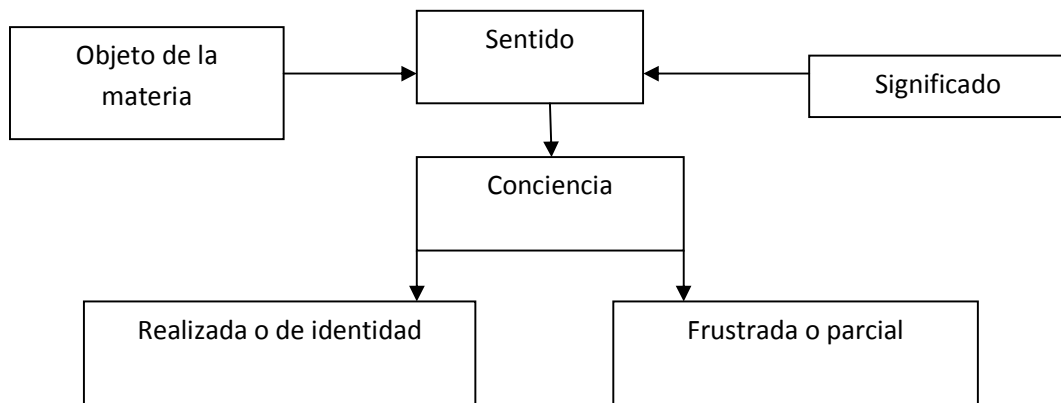 Objeto de la
materia
Sentido
Significado
Conciencia
Realizada o de identidad
Frustrada o parcial